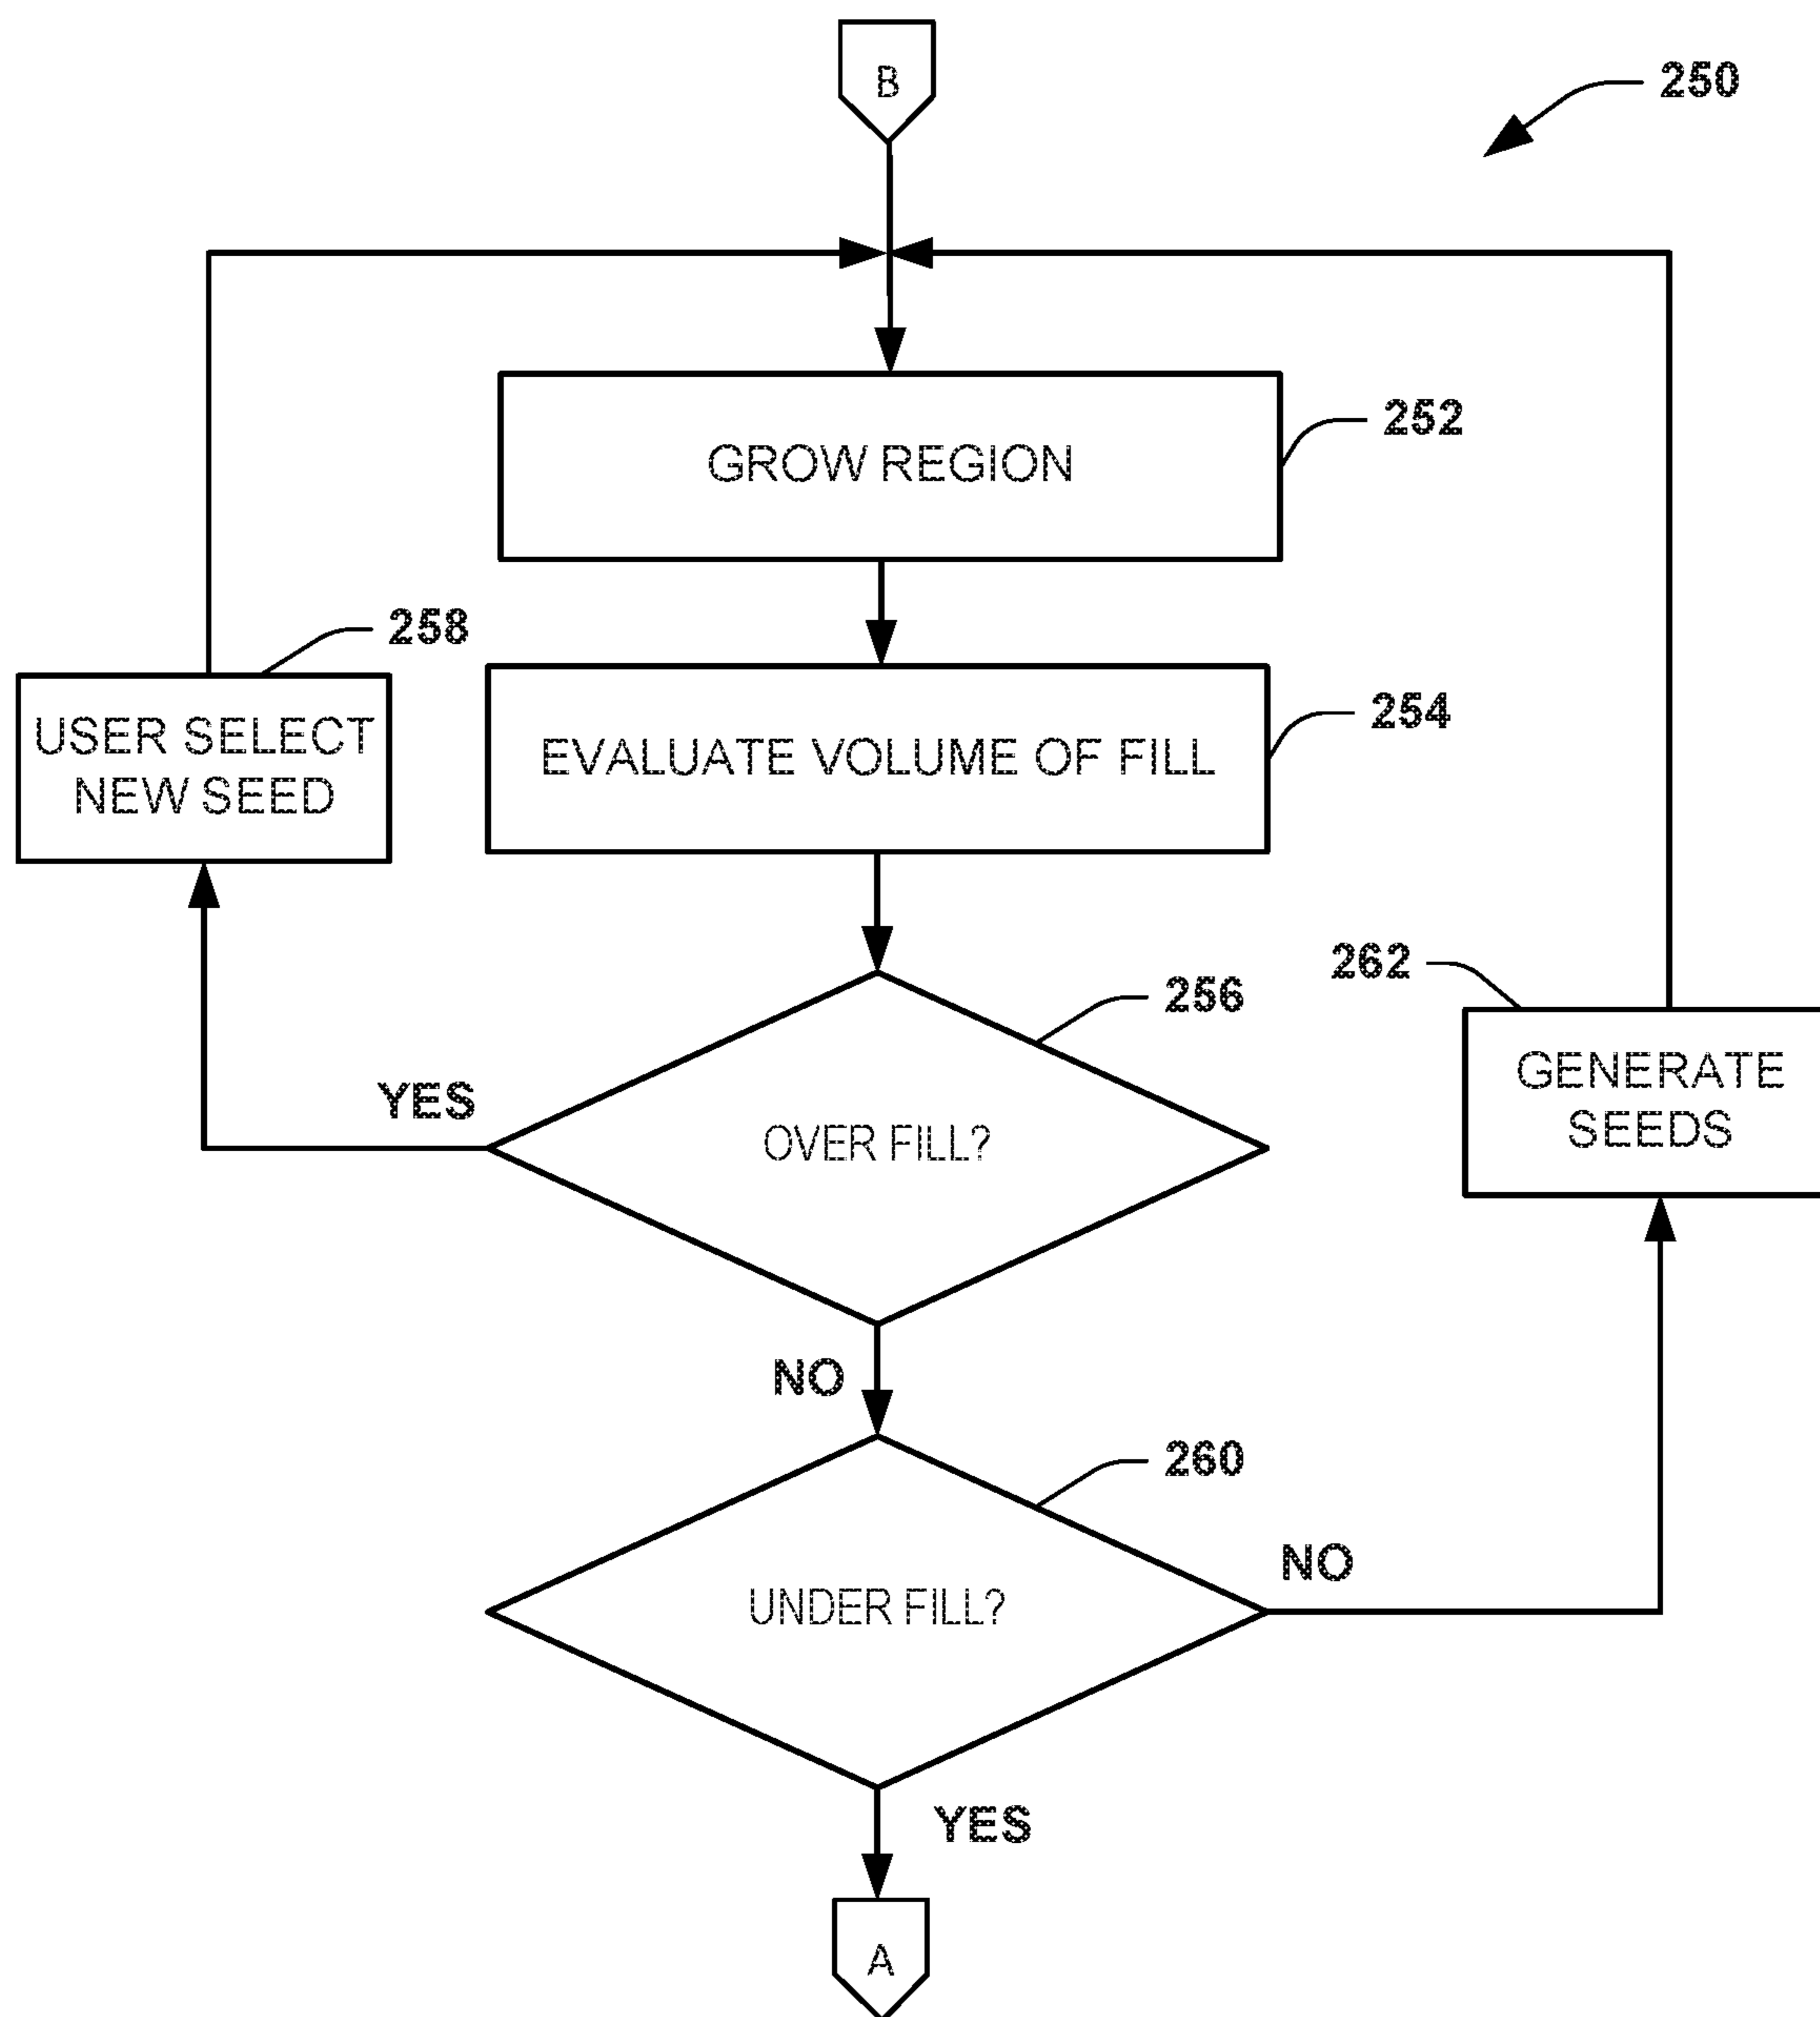 B
250
GROW REGION
252
258
USER SELECT
NEW SEED
EVALUATE VOLUME OF FILL
254
256
262
GENERATE
SEEDS
YES
OVER FILL?
NO
260
UNDER FILL?
NO
YES
A